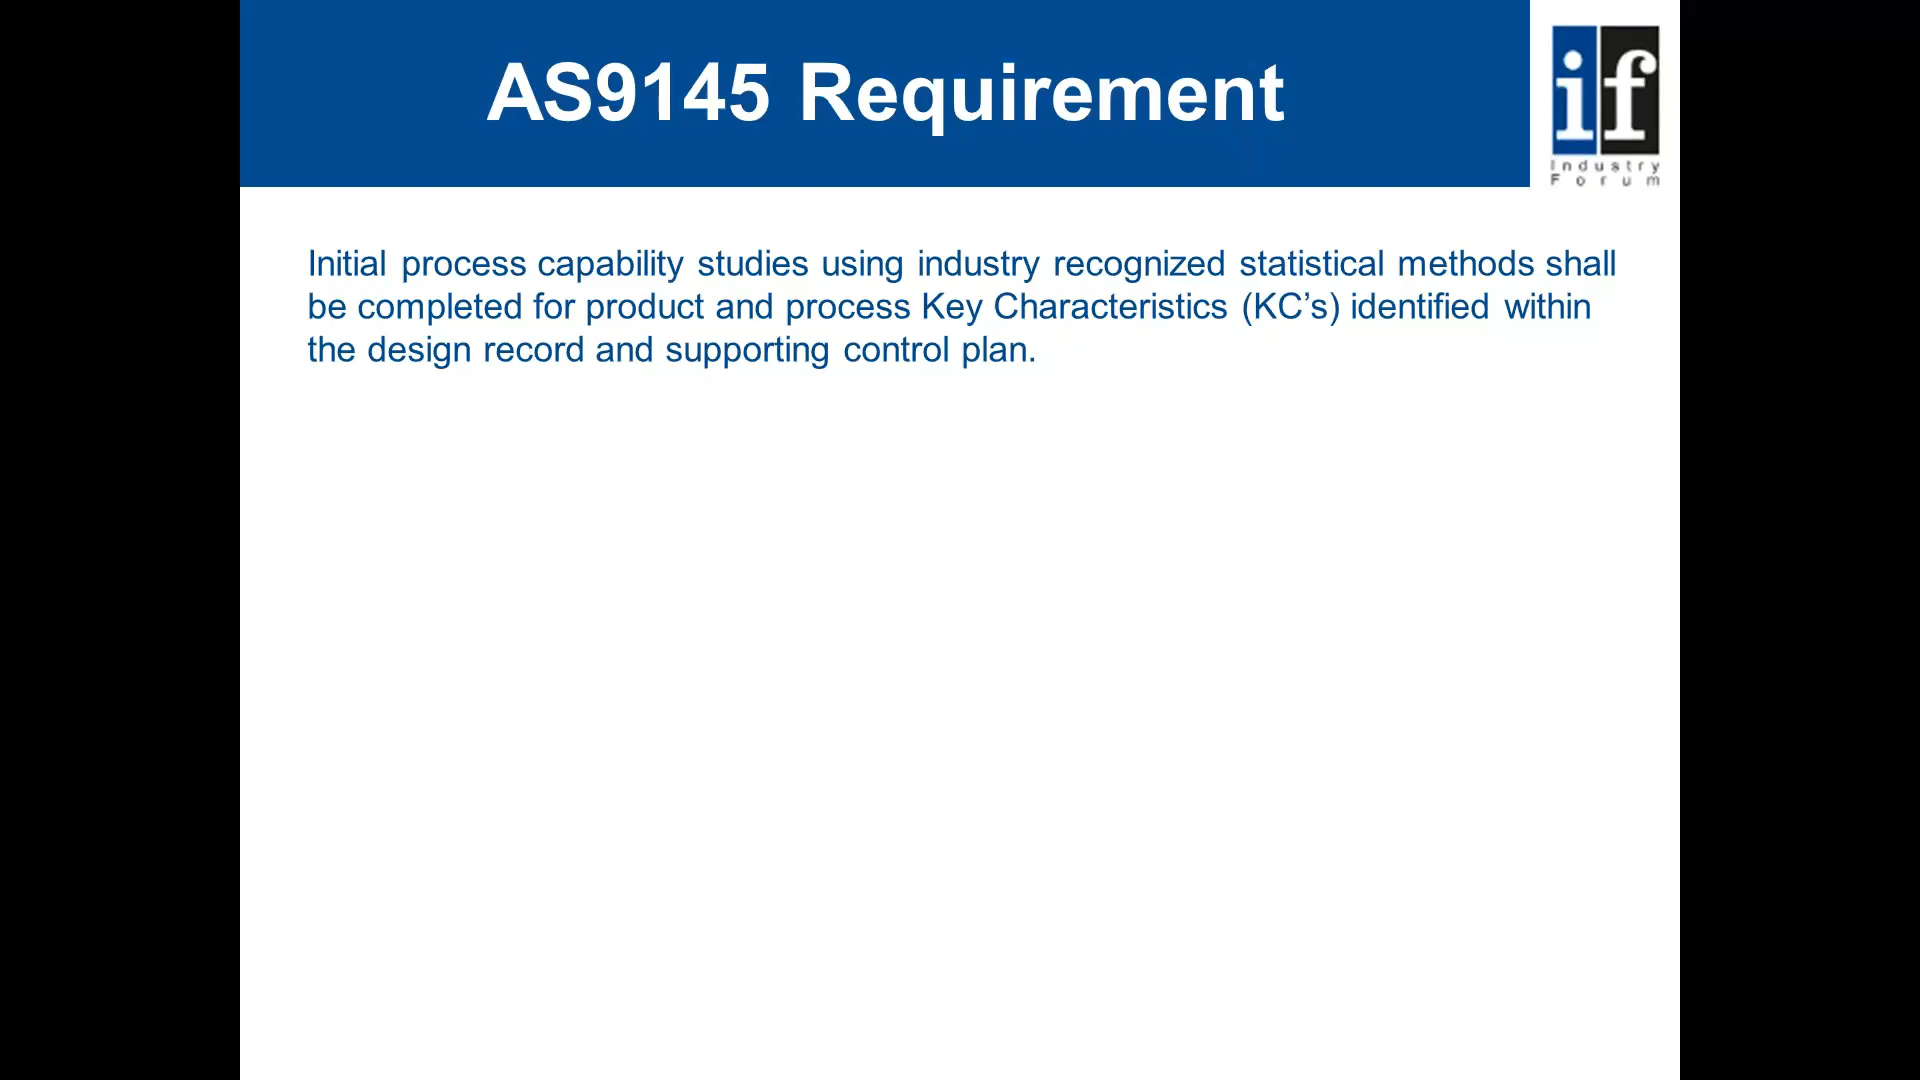 AS9145 Requirement
if
Industry
Forum
Initial process capability studies using industry recognized statistical methods shall
be completed for product and process Key Characteristics (KC’s) identified within
the design record and supporting control plan.